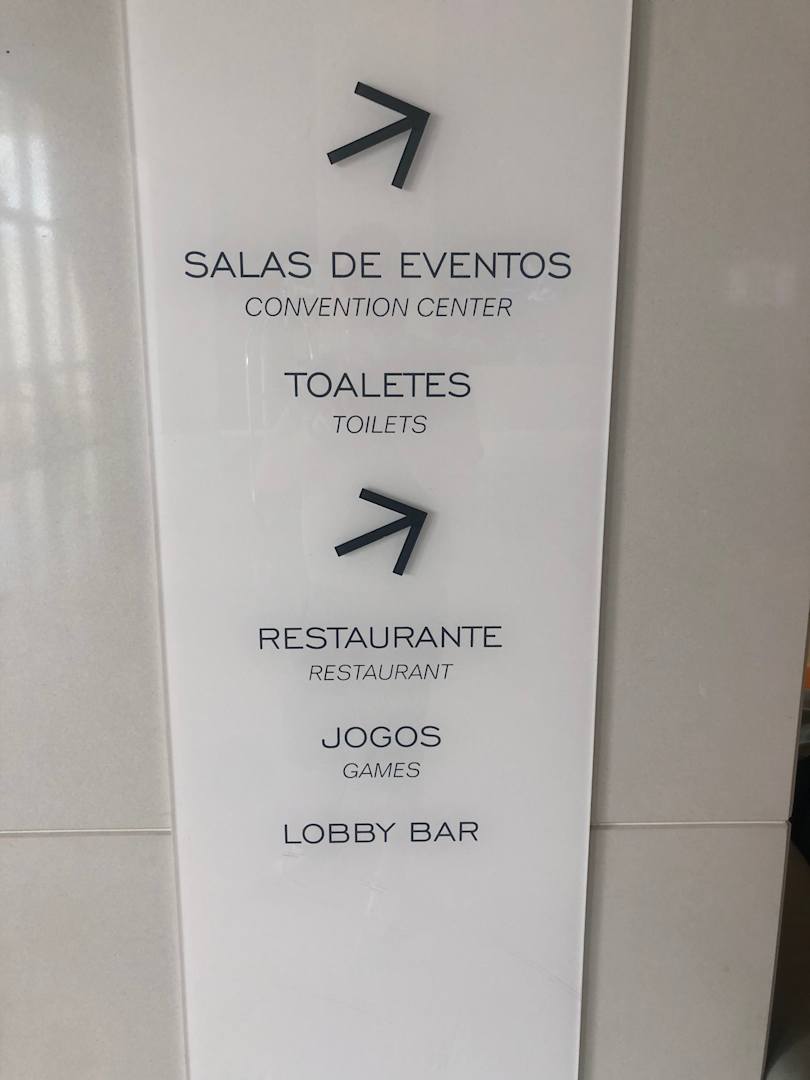 SALAS DE EVENTOS
CONVENTION CENTER
TOALETES
TOILETS
RESTAURANTE
RESTAURANT
JOGOS
GAMES
LOBBY BAR